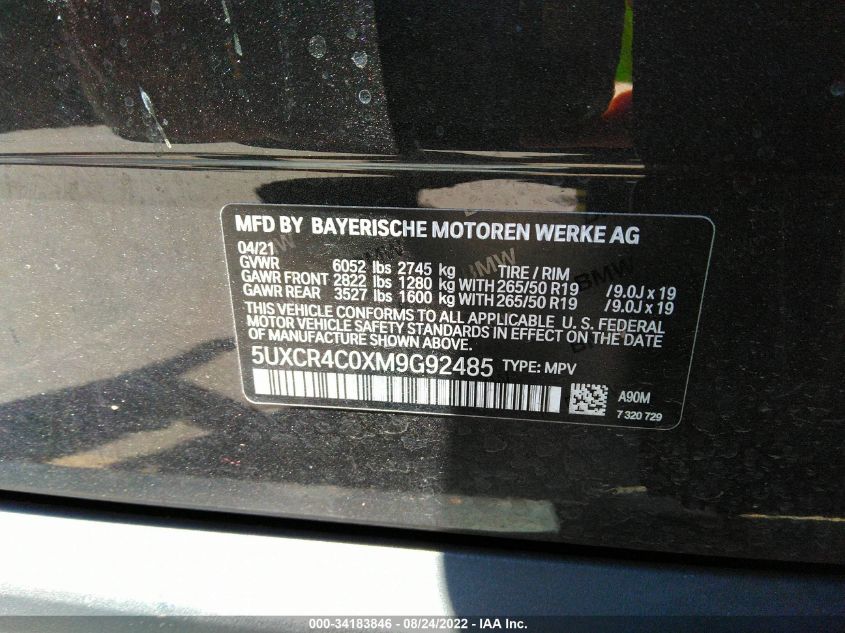 MFD BY BAYERISCHE MOTOREN WERKE AG
04/21
GVWR 6052 lbs 2745 kg TIRE / RIM
GAWR FRONT 2822 lbs 1280 kg WITH 265/50 R19 /9.0J x 19
GAWR REAR 3527 lbs 1600 kg WITH 265/50 R19 /9.0J x 19
THIS VEHICLE CONFORMS TO ALL APPLICABLE U. S. FEDERAL
MOTOR VEHICLE SAFETY STANDARDS IN EFFECT ON THE DATE
OF MANUFACTURE SHOWN ABOVE.
5UXCR4C0XM9G92485 TYPE: MPV
A90M
7 320 729
BMW
BMW
000-34183846 - 08/24/2022 - IAA Inc.